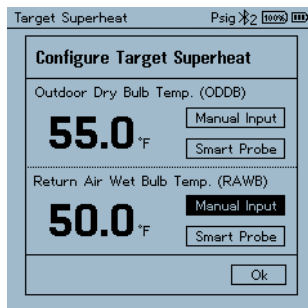 Target Superheat Psig 2 100%
Configure Target Superheat
Outdoor Dry Bulb Temp. (ODDB)
55.0 °F
Manual Input
Smart Probe
Return Air Wet Bulb Temp. (RAWB)
50.0 °F
Manual Input
Smart Probe
Ok